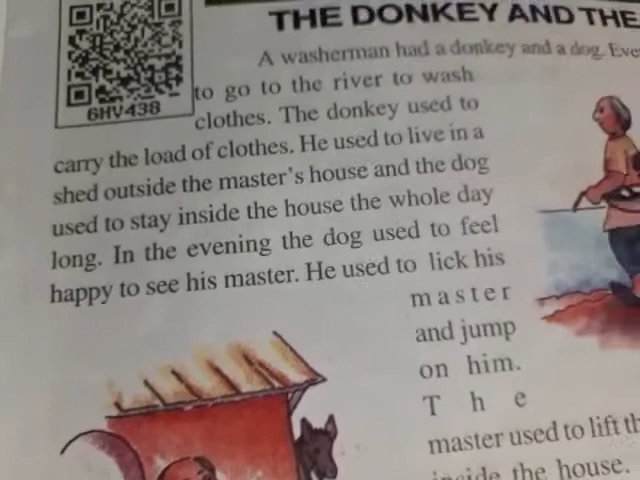 THE DONKEY AND THE
A washerman had a donkey and a dog.
to go to the river to wash
6HV438
clothes. The donkey used to
carry the load of clothes. He used to live in a
shed outside the master's house and the dog
used to stay inside the house the whole day
long. In the evening the dog used to feel
happy to see his master. He used to lick his
master
and jump
on him.
The
master used to lift
inside the house.